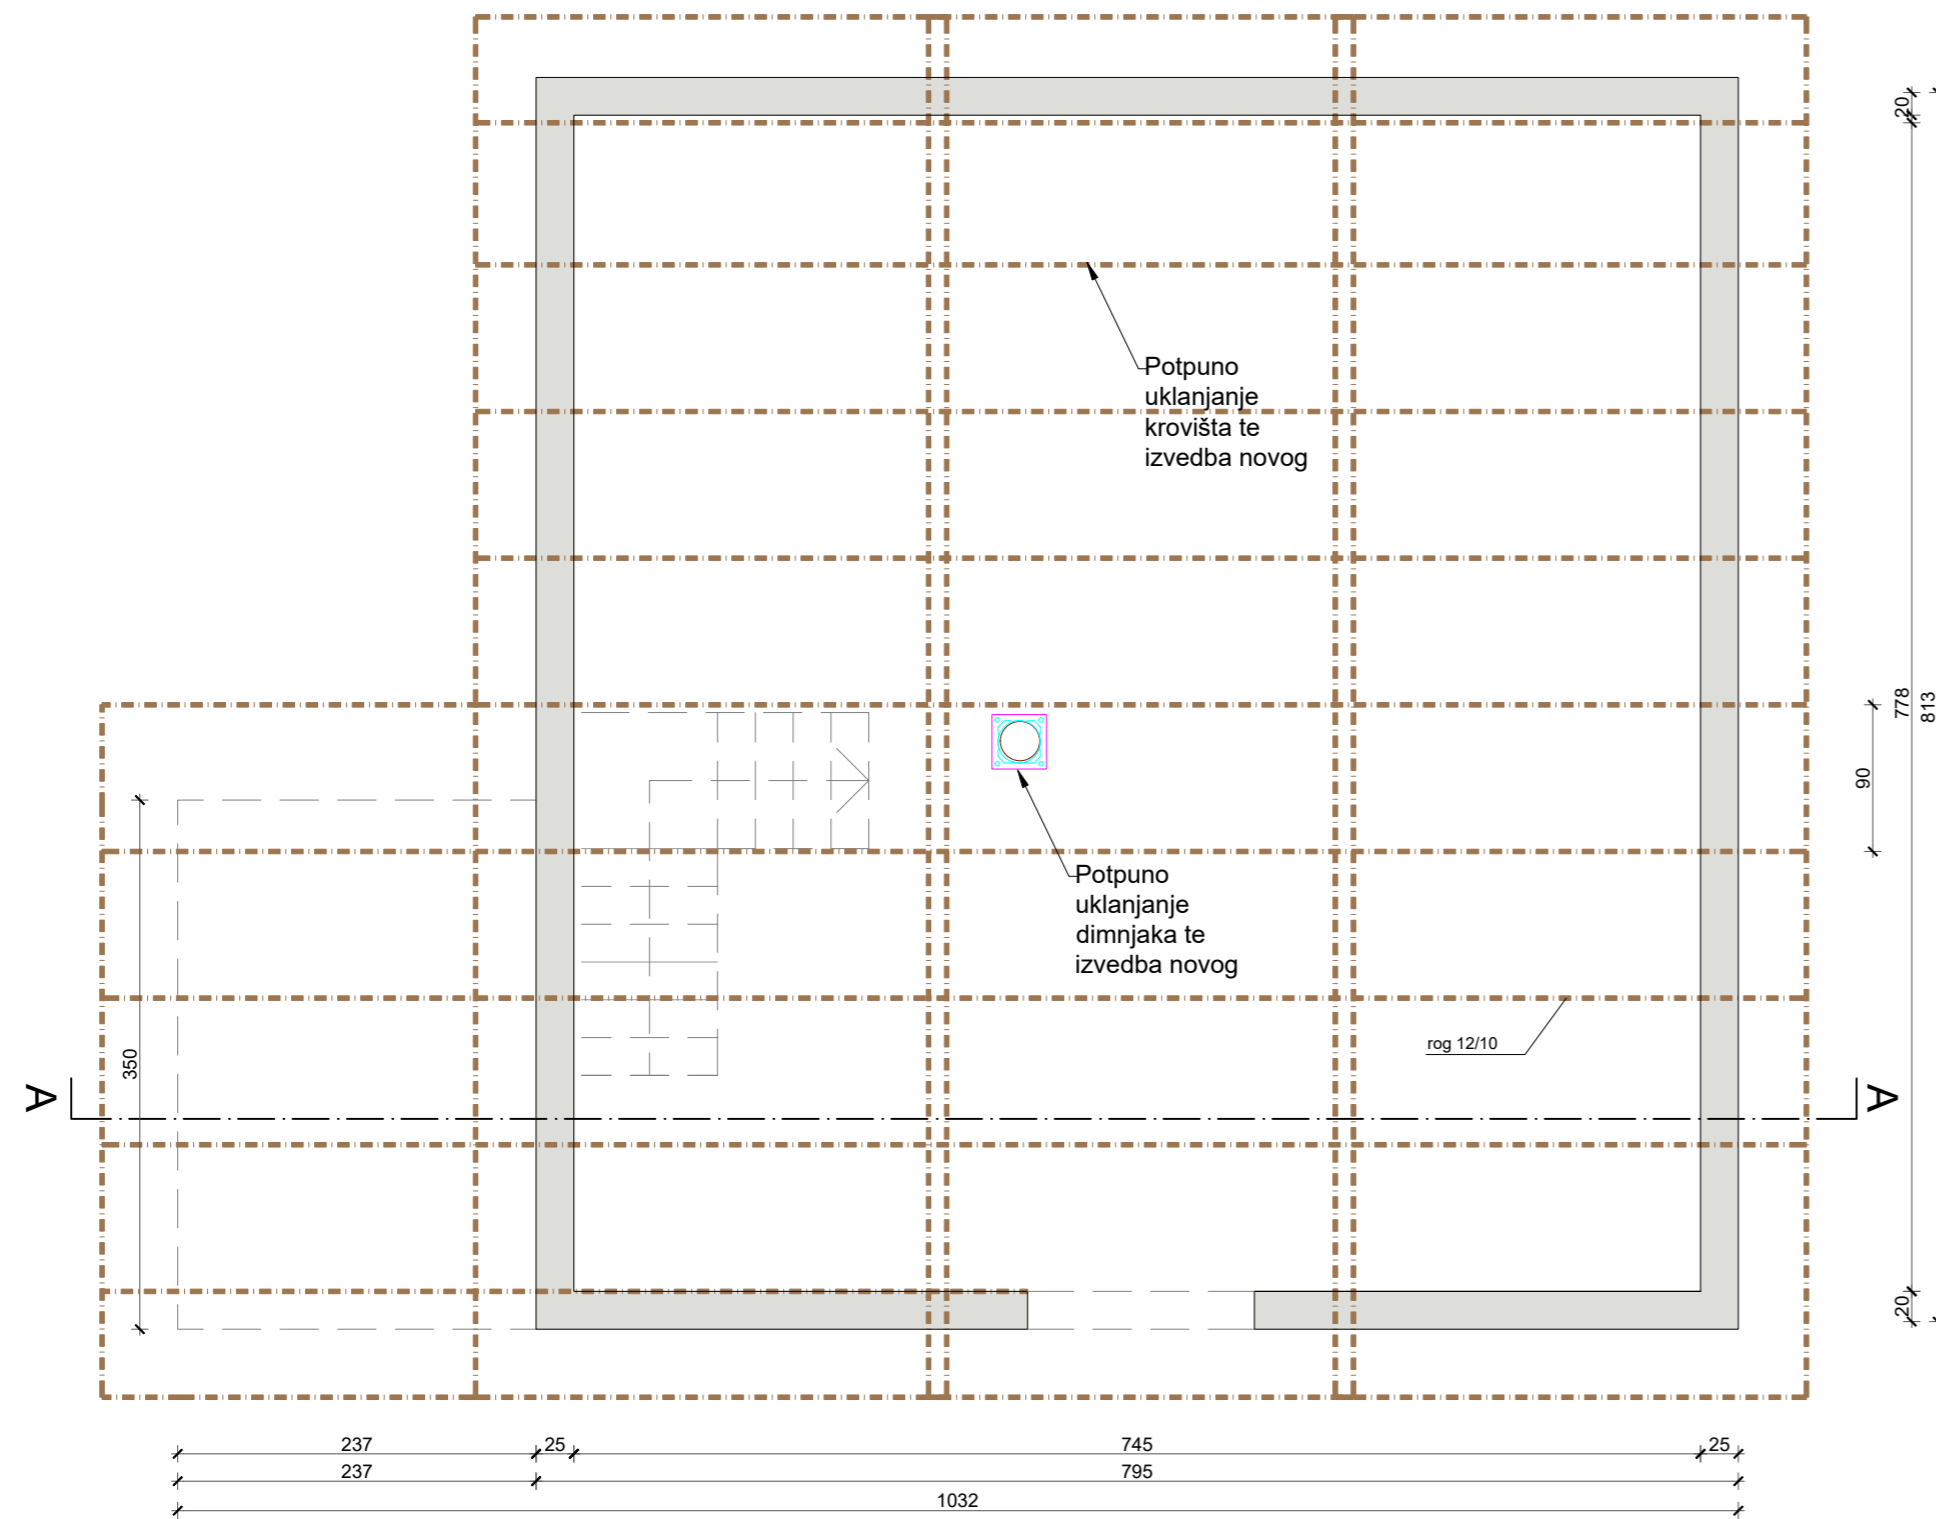 20
Potpuno
uklanjanje
krovišta te
izvedba novog
778
813
90
Potpuno
uklanjanje
dimnjaka te
izvedba novog
rog 12/10
350
A
A
20
237
25
745
25
237
795
1032